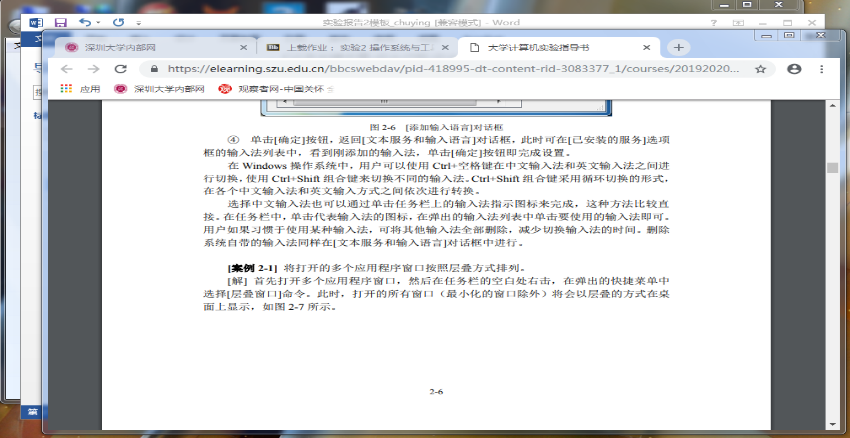 实验报告2模板_chuying [兼容模式] - Word
深圳大学内部网
上载作业： 实验2 操作系统与工
大学计算机实验指导书
https://elearning.szu.edu.cn/bbcswebdav/pid-418995-dt-content-rid-3083377_1/courses/20192020...
应用
深圳大学内部网
观察者网-中国关怀
图 2-6 [添加输入语言]对话框
④ 单击[确定]按钮，返回[文本服务和输入语言]对话框，此时可在[已安装的服务]选项
框的输入法列表中，看到刚添加的输入法，单击[确定]按钮即完成设置。
在 Windows 操作系统中，用户可以使用 Ctrl+空格键在中文输入法和英文输入法之间进
行切换，使用 Ctrl+Shift 组合键来切换不同的输入法。Ctrl+Shift 组合键采用循环切换的形式，
在各个中文输入法和英文输入方式之间依次进行转换。
选择中文输入法也可以通过单击任务栏上的输入法指示图标来完成，这种方法比较直
接。在任务栏中，单击代表输入法的图标，在弹出的输入法列表中单击要使用的输入法即可。
用户如果习惯于使用某种输入法，可将其他输入法全部删除，减少切换输入法的时间。删除
系统自带的输入法同样在[文本服务和输入语言]对话框中进行。
[案例 2-1] 将打开的多个应用程序窗口按照层叠方式排列。
[解] 首先打开多个应用程序窗口，然后在任务栏的空白处右击，在弹出的快捷菜单中
选择[层叠窗口]命令。此时，打开的所有窗口（最小化的窗口除外）将会以层叠的方式在桌
面上显示，如图 2-7 所示。
2-6